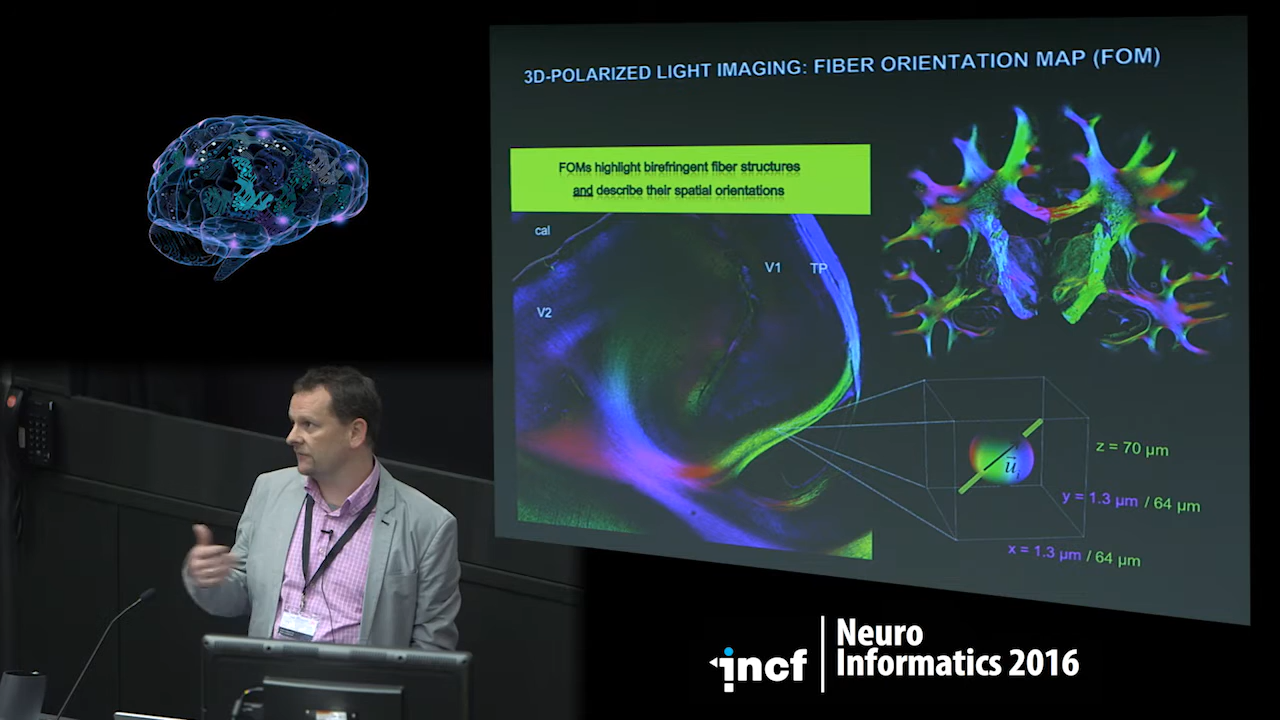 3D-POLARIZED LIGHT IMAGING: FIBER ORIENTATION MAP (FOM)
FOMs highlight birefringent fiber structures
and describe their spatial orientations
cal
V1
TP
V2
z = 70 µm
y = 1.3 µm / 64 µm
x = 1.3 µm / 64 µm
incf
Neuro
Informatics 2016